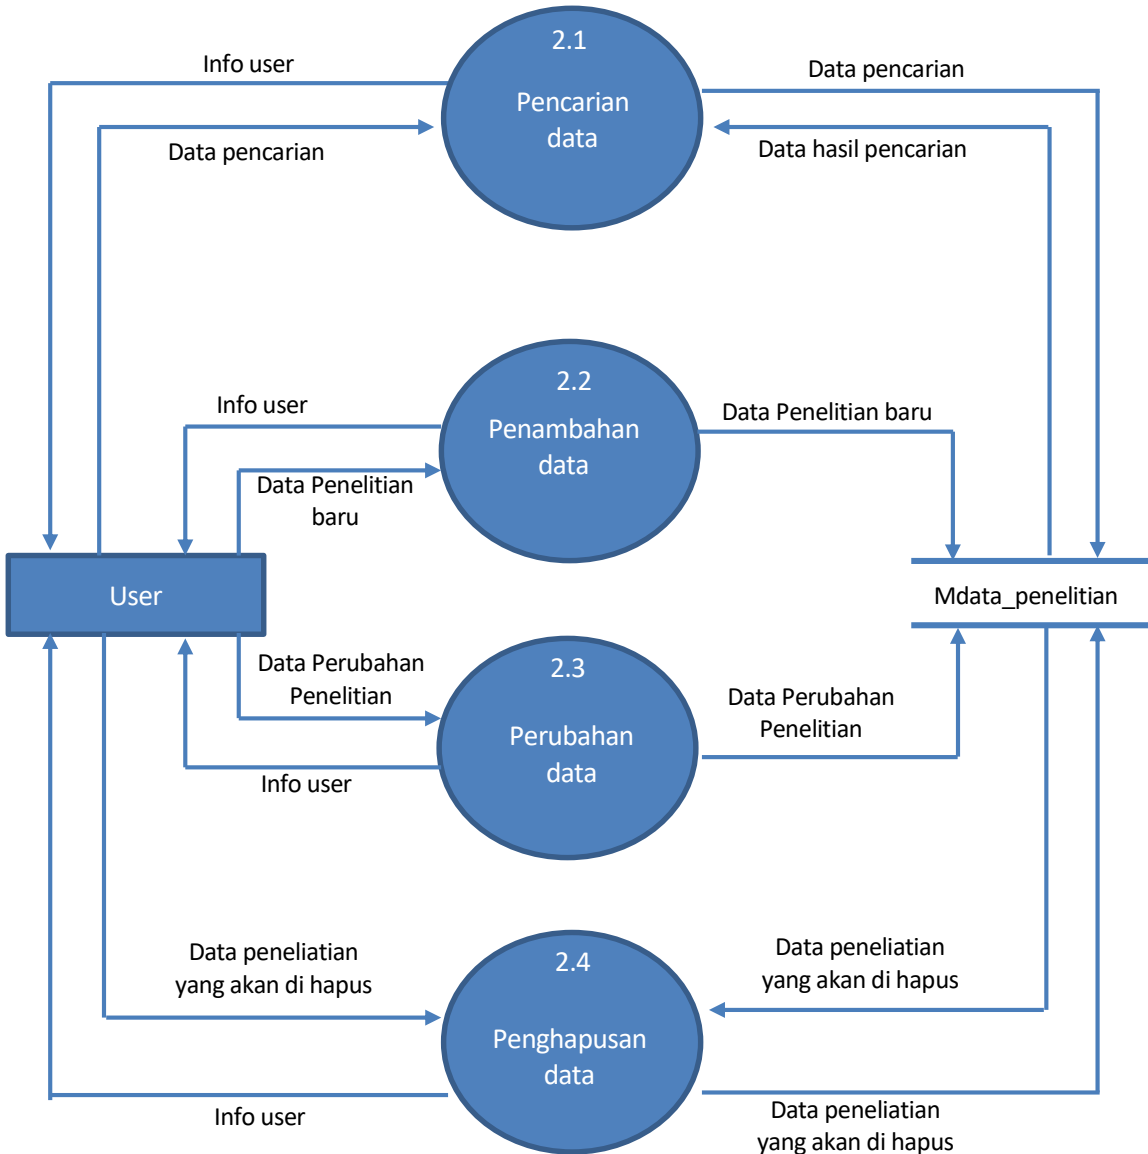 2.1
Info user
Data pencarian
Pencarian
data
Data pencarian
Data hasil pencarian
2.2
Info user
Data Penelitian baru
Penambahan
data
Data Penelitian
baru
User
Mdata_penelitian
2.3
Data Perubahan
Penelitian
Data Perubahan
Penelitian
Perubahan
data
Info user
Data peneliatian
yang akan di hapus
2.4
Data peneliatian
yang akan di hapus
Penghapusan
data
Info user
Data peneliatian
yang akan di hapus